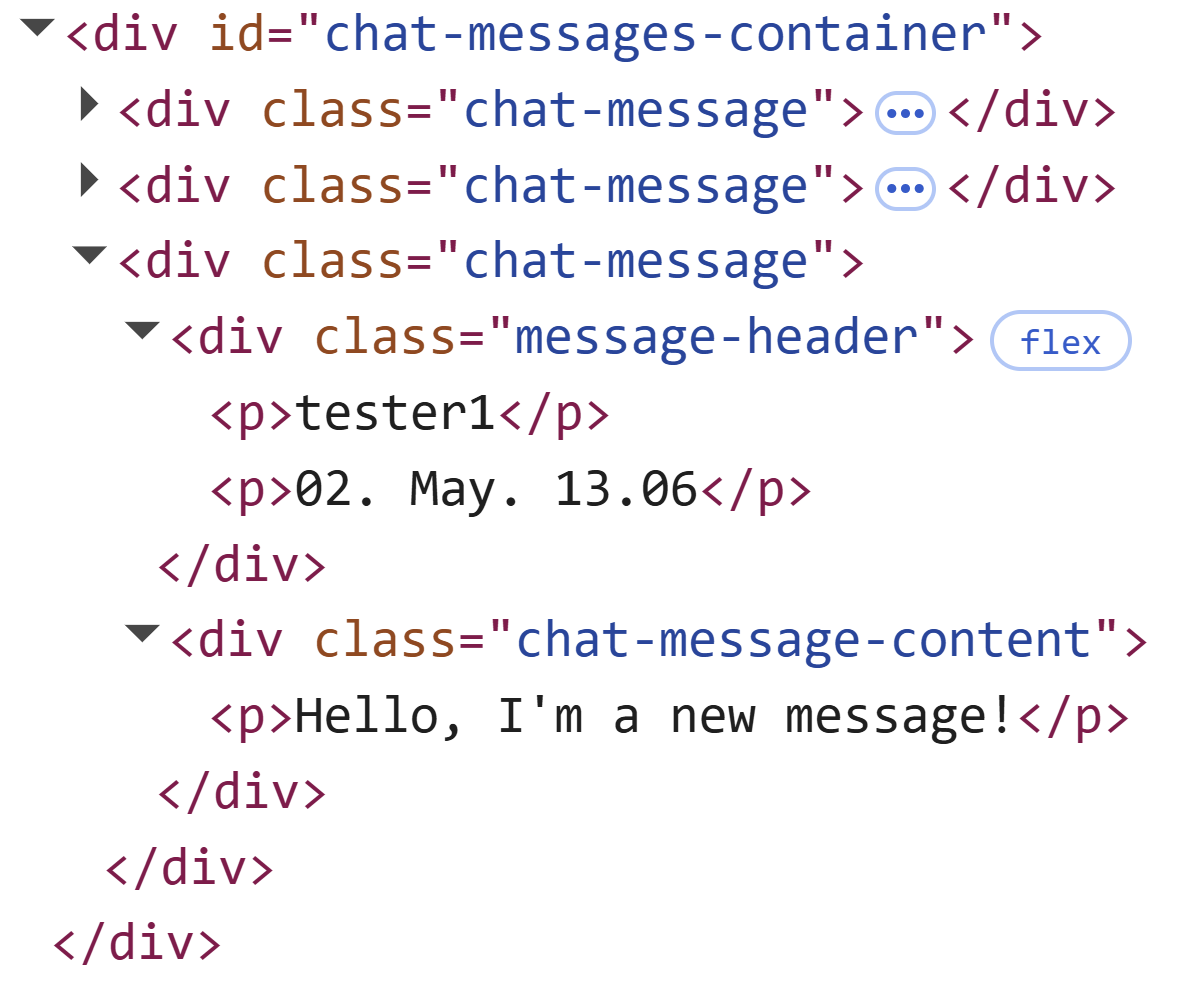 <div id="chat-messages-container">
<div class="chat-message">…</div>
<div class="chat-message">…</div>
<div class="chat-message">
<div class="message-header"> flex
<p>tester1</p>
<p>02. May. 13.06</p>
</div>
<div class="chat-message-content">
<p>Hello, I'm a new message!</p>
</div>
</div>
</div>